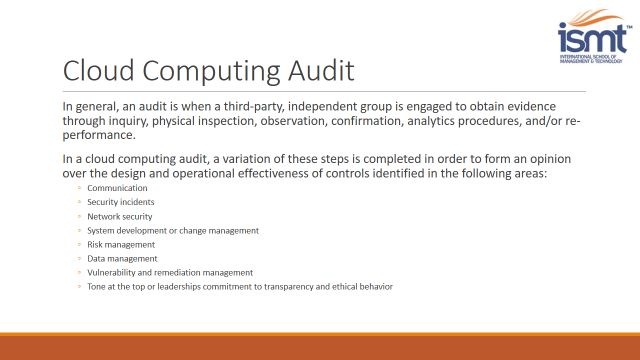 ismt™
INTERNATIONAL SCHOOL OF
MANAGEMENT & TECHNOLOGY
Cloud Computing Audit
In general, an audit is when a third-party, independent group is engaged to obtain evidence
through inquiry, physical inspection, observation, confirmation, analytics procedures, and/or re-
performance.
In a cloud computing audit, a variation of these steps is completed in order to form an opinion
over the design and operational effectiveness of controls identified in the following areas:
◦ Communication
◦ Security incidents
◦ Network security
◦ System development or change management
◦ Risk management
◦ Data management
◦ Vulnerability and remediation management
◦ Tone at the top or leaderships commitment to transparency and ethical behavior